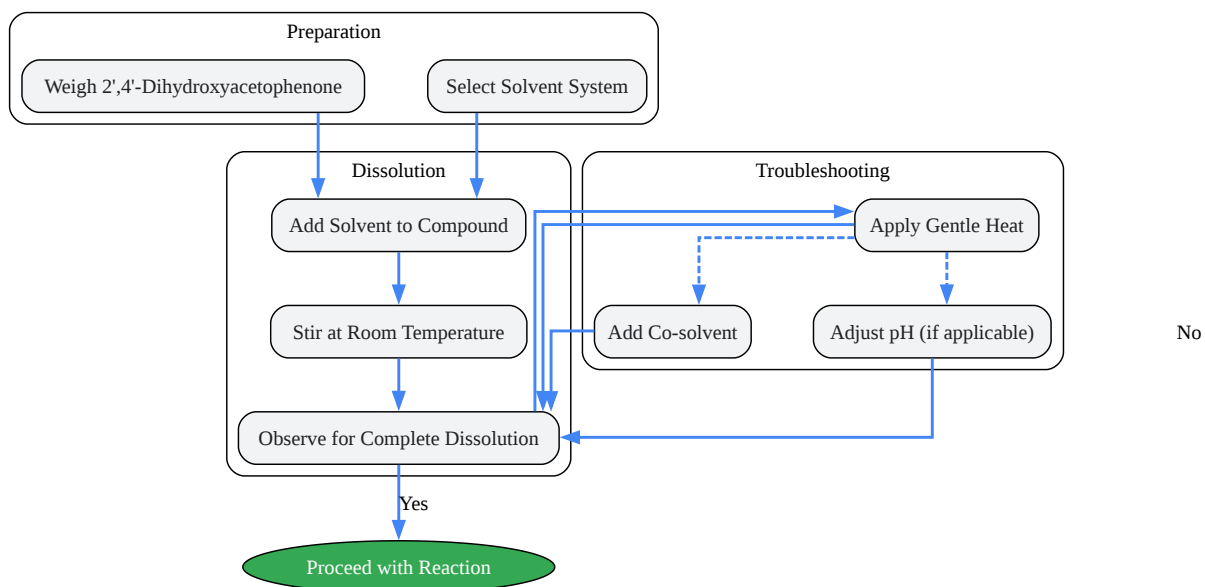 Preparation
Weigh 2',4'-Dihydroxyacetophenone
Select Solvent System
Dissolution
Troubleshooting
Add Solvent to Compound
Apply Gentle Heat
Stir at Room Temperature
Add Co-solvent
Adjust pH (if applicable)
No
Observe for Complete Dissolution
Yes
Proceed with Reaction